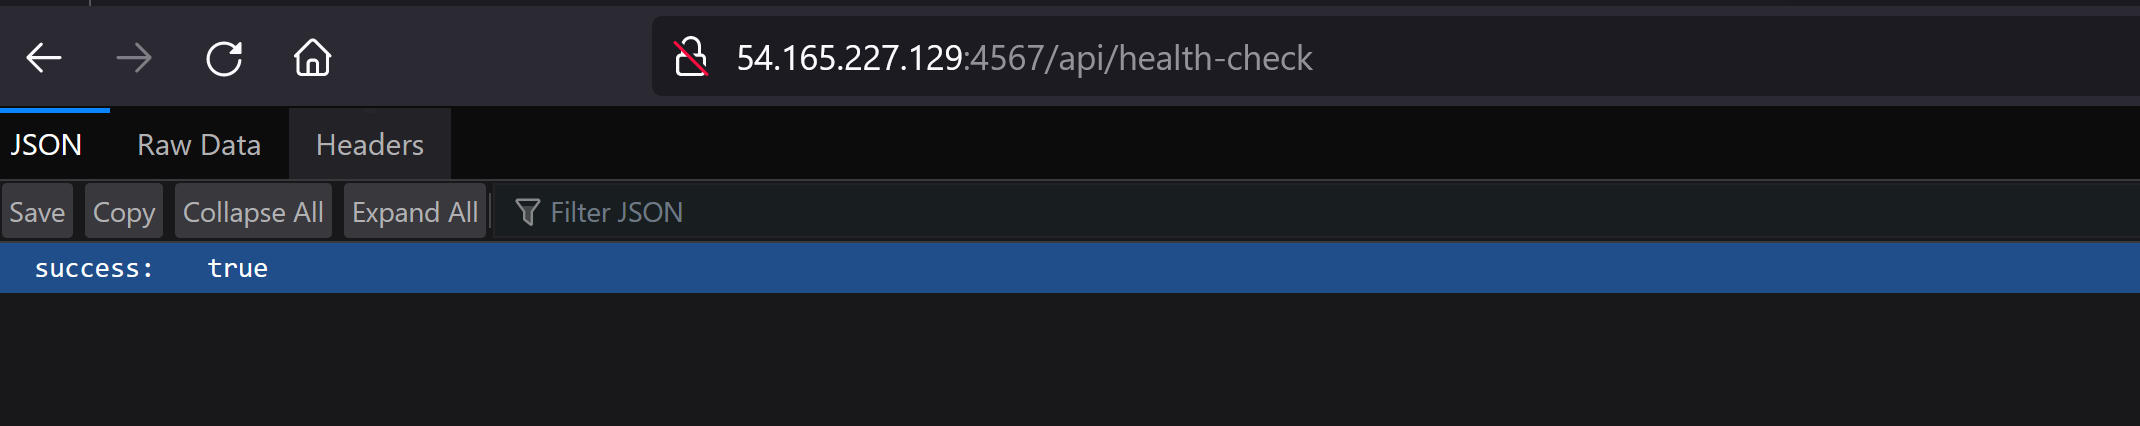 54.165.227.129:4567/api/health-check
JSON Raw Data Headers
Save Copy Collapse All Expand All Filter JSON
success: true